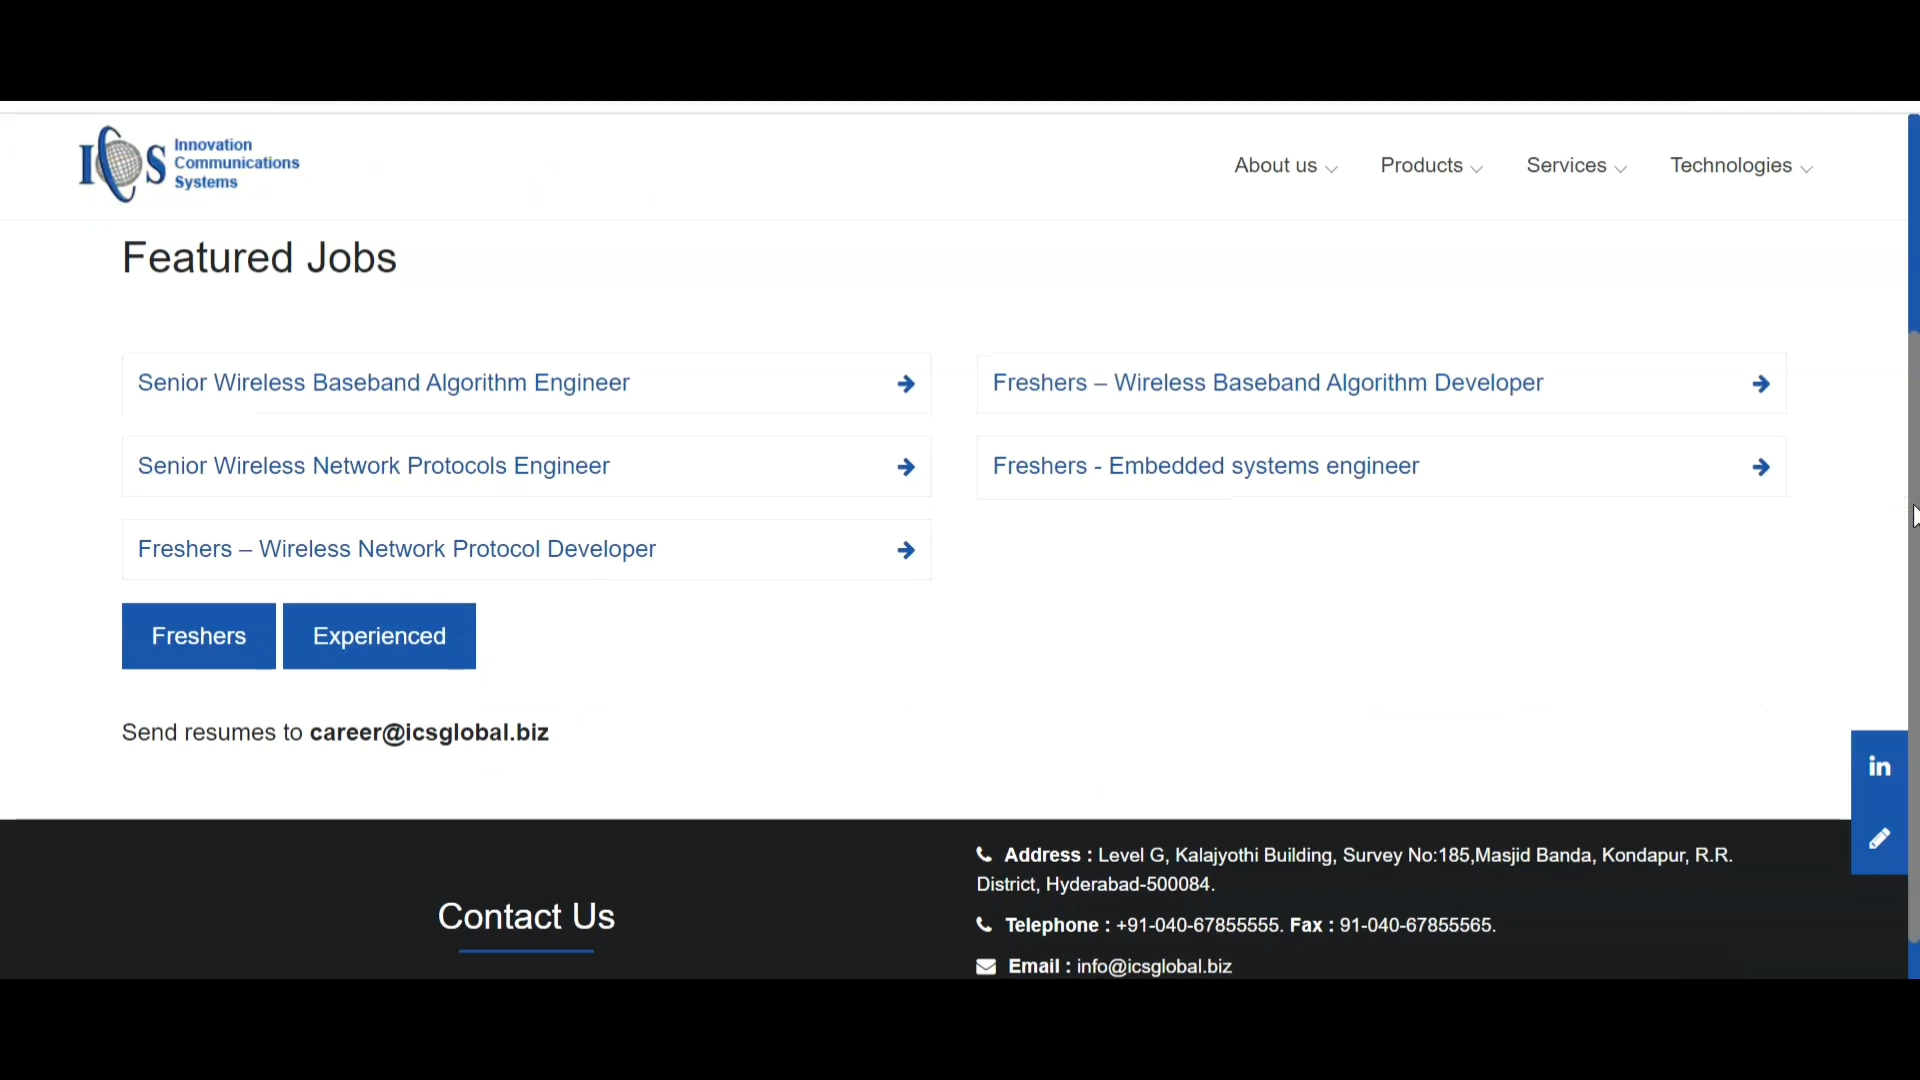 ICS
Innovation
Communications
Systems
About us
Products
Services
Technologies
Featured Jobs
Senior Wireless Baseband Algorithm Engineer
Freshers – Wireless Baseband Algorithm Developer
Senior Wireless Network Protocols Engineer
Freshers - Embedded systems engineer
Freshers – Wireless Network Protocol Developer
Freshers
Experienced
Send resumes to career@icsglobal.biz
in
Contact Us
Address : Level G, Kalajyothi Building, Survey No:185,Masjid Banda, Kondapur, R.R.
District, Hyderabad-500084.
Telephone : +91-040-67855555. Fax : 91-040-67855565.
Email : info@icsglobal.biz